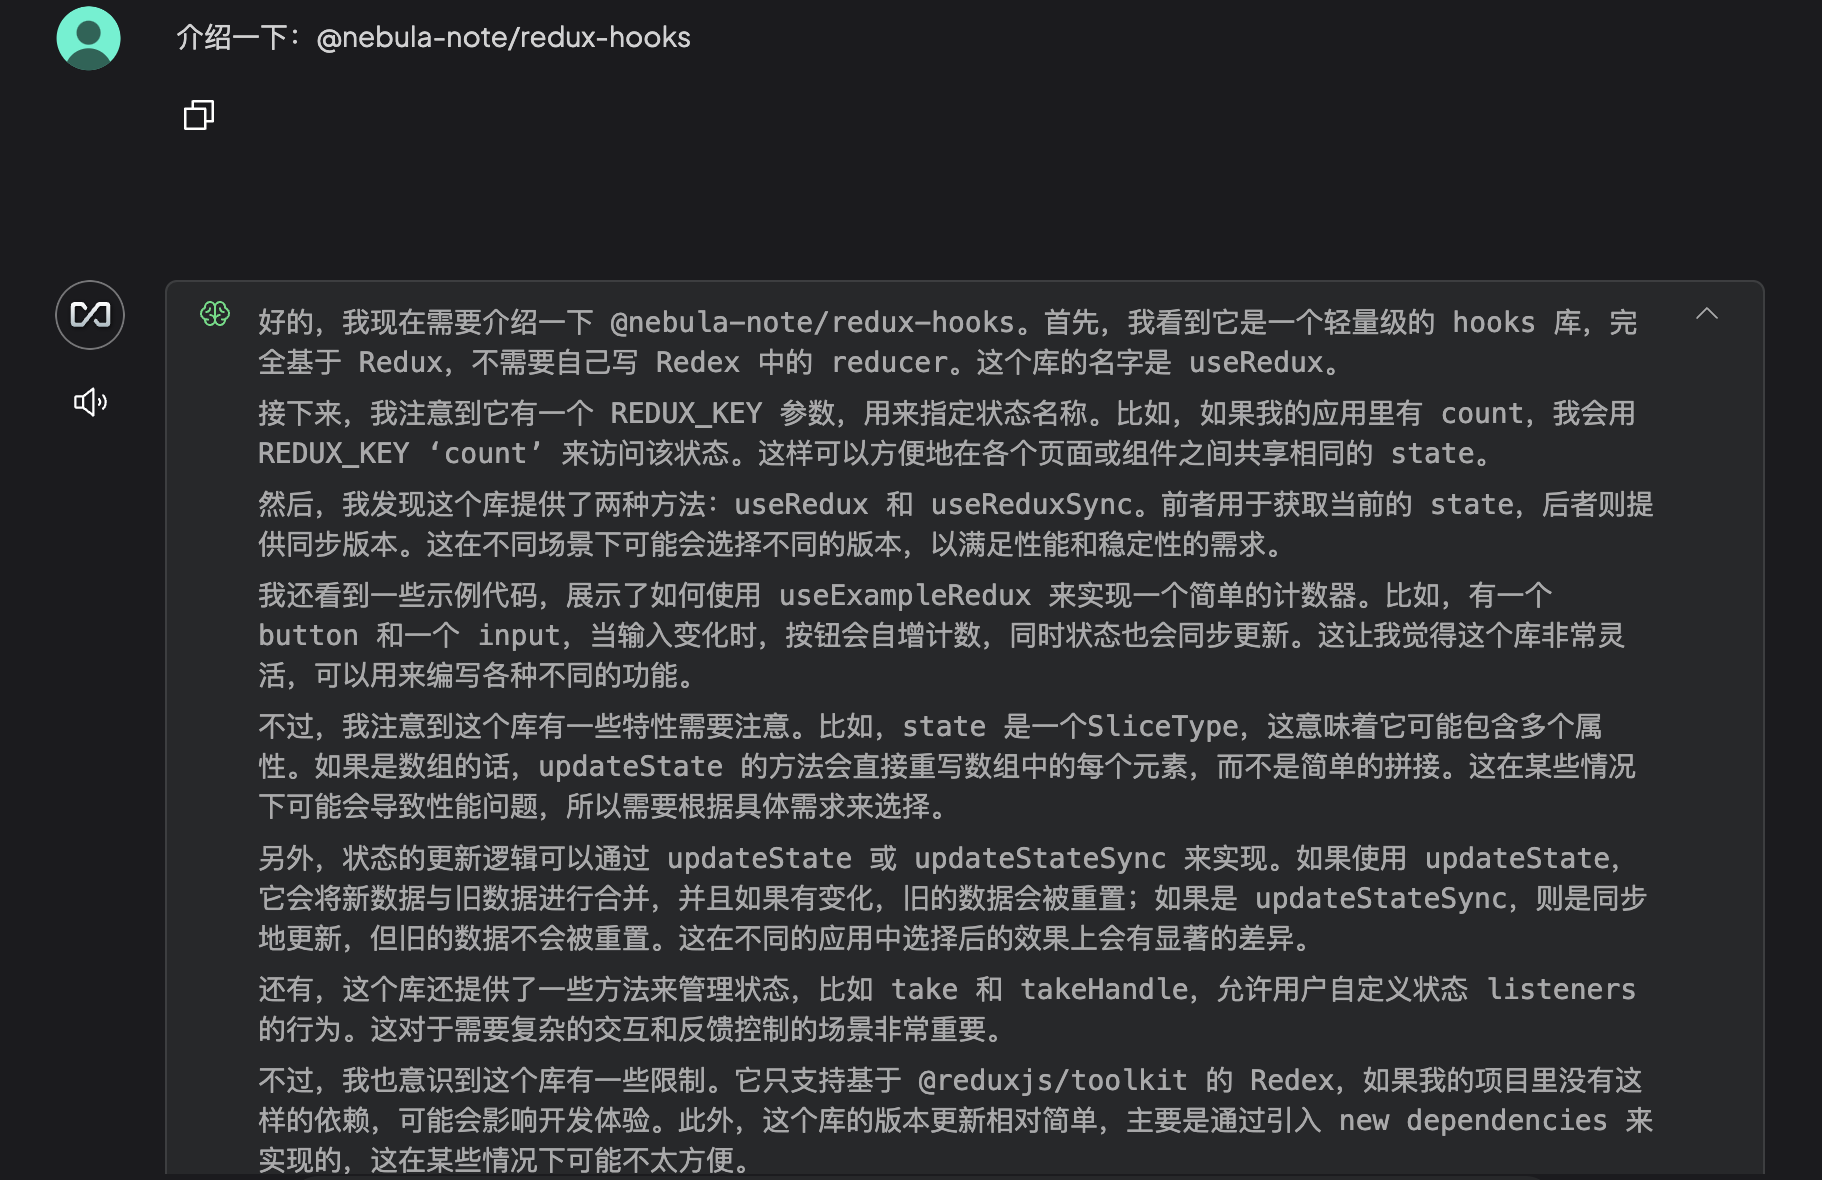 介绍一下：@nebula-note/redux-hooks
好的，我现在需要介绍一下 @nebula-note/redux-hooks。首先，我看到它是一个轻量级的 hooks 库，完
全基于 Redux，不需要自己写 Redex 中的 reducer。这个库的名字是 useRedux。
接下来，我注意到它有一个 REDUX_KEY 参数，用来指定状态名称。比如，如果我的应用里有 count，我会用
REDUX_KEY ‘count’ 来访问该状态。这样可以方便地在各个页面或组件之间共享相同的 state。
然后，我发现这个库提供了两种方法：useRedux 和 useReduxSync。前者用于获取当前的 state，后者则提
供同步版本。这在不同场景下可能会选择不同的版本，以满足性能和稳定性的需求。
我还看到一些示例代码，展示了如何使用 useExampleRedux 来实现一个简单的计数器。比如，有一个
button 和一个 input，当输入变化时，按钮会自增计数，同时状态也会同步更新。这让我觉得这个库非常灵
活，可以用来编写各种不同的功能。
不过，我注意到这个库有一些特性需要注意。比如，state 是一个SliceType，这意味着它可能包含多个属
性。如果是数组的话，updateState 的方法会直接重写数组中的每个元素，而不是简单的拼接。这在某些情况
下可能会导致性能问题，所以需要根据具体需求来选择。
另外，状态的更新逻辑可以通过 updateState 或 updateStateSync 来实现。如果使用 updateState，
它会将新数据与旧数据进行合并，并且如果有变化，旧的数据会被重置；如果是 updateStateSync，则是同步
地更新，但旧的数据不会被重置。这在不同的应用中选择后的效果上会有显著的差异。
还有，这个库还提供了一些方法来管理状态，比如 take 和 takeHandle，允许用户自定义状态 listeners
的行为。这对于需要复杂的交互和反馈控制的场景非常重要。
不过，我也意识到这个库有一些限制。它只支持基于 @reduxjs/toolkit 的 Redex，如果我的项目里没有这
样的依赖，可能会影响开发体验。此外，这个库的版本更新相对简单，主要是通过引入 new dependencies 来
实现的，这在某些情况下可能不太方便。